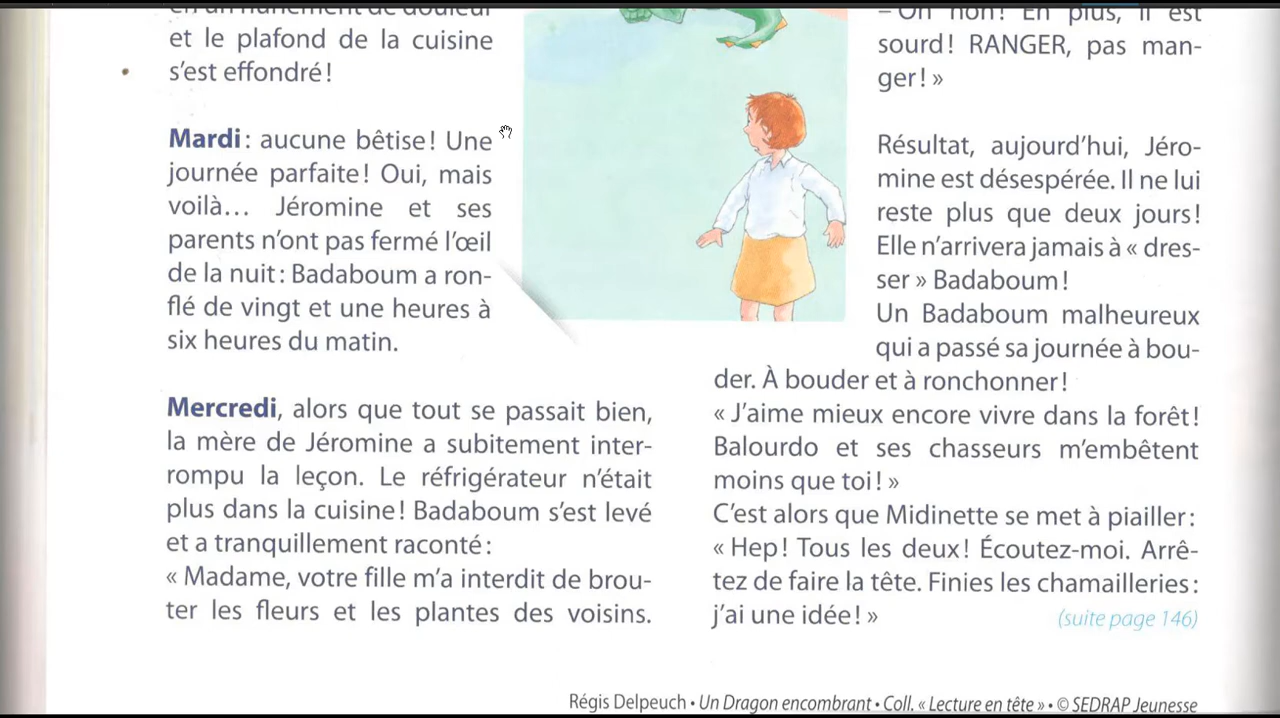 et le plafond de la cuisine
s'est effondré !
Mardi : aucune bêtise ! Une
journée parfaite ! Oui, mais
voilà… Jéromine et ses
parents n'ont pas fermé l'œil
de la nuit : Badaboum a ron-
flé de vingt et une heures à
six heures du matin.
Mercredi, alors que tout se passait bien,
la mère de Jéromine a subitement inter-
rompu la leçon. Le réfrigérateur n'était
plus dans la cuisine ! Badaboum s'est levé
et a tranquillement raconté :
« Madame, votre fille m'a interdit de brou-
ter les fleurs et les plantes des voisins.
– Oh non ! En plus, il est
sourd ! RANGER, pas man-
ger ! »
Résultat, aujourd'hui, Jéro-
mine est désespérée. Il ne lui
reste plus que deux jours !
Elle n'arrivera jamais à « dres-
ser » Badaboum !
Un Badaboum malheureux
qui a passé sa journée à bou-
der. À bouder et à ronchonner !
« J'aime mieux encore vivre dans la forêt !
Balourdo et ses chasseurs m'embêtent
moins que toi ! »
C'est alors que Midinette se met à piailler :
« Hep ! Tous les deux ! Écoutez-moi. Arrê-
tez de faire la tête. Finies les chamailleries :
j'ai une idée ! »
(suite page 146)
Régis Delpeuch • Un Dragon encombrant • Coll. « Lecture en tête » • © SEDRAP Jeunesse